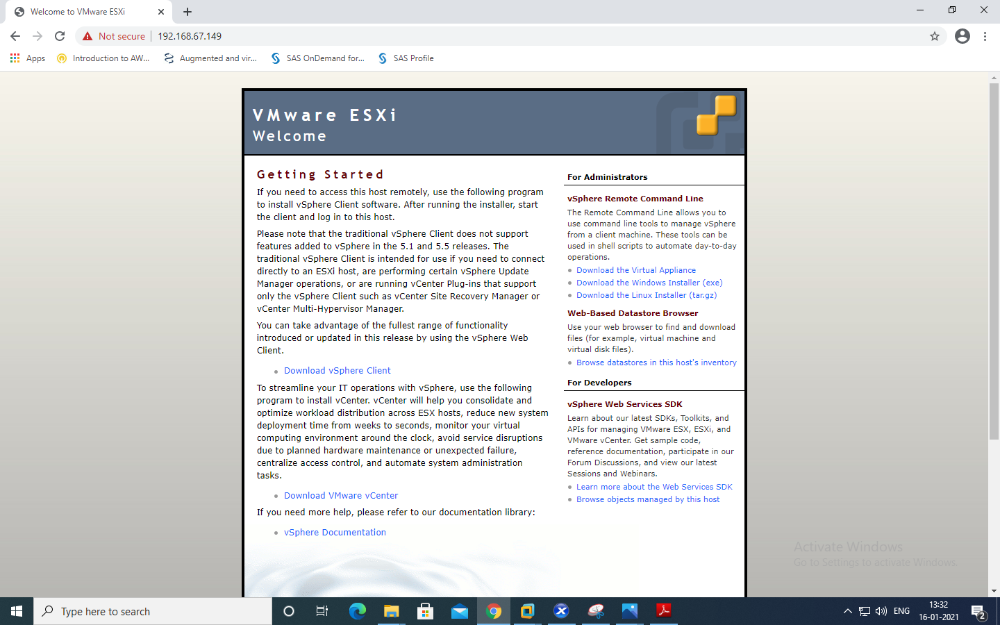 Welcome to VMware ESXi
Not secure
192.168.67.149
Apps
Introduction to AW...
Augmented and vir...
SAS OnDemand for...
SAS Profile
VMware ESXi
Welcome
Getting Started
If you need to access this host remotely, use the following program
to install vSphere Client software. After running the installer, start
the client and log in to this host.
Please note that the traditional vSphere Client does not support
features added to vSphere in the 5.1 and 5.5 releases. The
traditional vSphere Client is intended for use if you need to connect
directly to an ESXi host, are performing certain vSphere Update
Manager operations, or are running vCenter Plug-ins that support
only the vSphere Client such as vCenter Site Recovery Manager or
vCenter Multi-Hypervisor Manager.
You can take advantage of the fullest range of functionality
introduced or updated in this release by using the vSphere Web
Client.
Download vSphere Client
To streamline your IT operations with vSphere, use the following
program to install vCenter. vCenter will help you consolidate and
optimize workload distribution across ESX hosts, reduce new system
deployment time from weeks to seconds, monitor your virtual
computing environment around the clock, avoid service disruptions
due to planned hardware maintenance or unexpected failure,
centralize access control, and automate system administration
tasks.
Download VMware vCenter
If you need more help, please refer to our documentation library:
vSphere Documentation
For Administrators
vSphere Remote Command Line
The Remote Command Line allows you to
use command line tools to manage vSphere
from a client machine. These tools can be
used in shell scripts to automate day-to-day
operations.
Download the Virtual Appliance
Download the Windows Installer (exe)
Download the Linux Installer (tar.gz)
Web-Based Datastore Browser
Use your web browser to find and download
files (for example, virtual machine and
virtual disk files).
Browse datastores in this host's inventory
For Developers
vSphere Web Services SDK
Learn about our latest SDKs, Toolkits, and
APIs for managing VMware ESX, ESXi, and
VMware vCenter. Get sample code,
reference documentation, participate in our
Forum Discussions, and view our latest
Sessions and Webinars.
Learn more about the Web Services SDK
Browse objects managed by this host
Activate Windows
Go to Settings to activate Windows.
Type here to search
ENG
13:32
16-01-2021
2